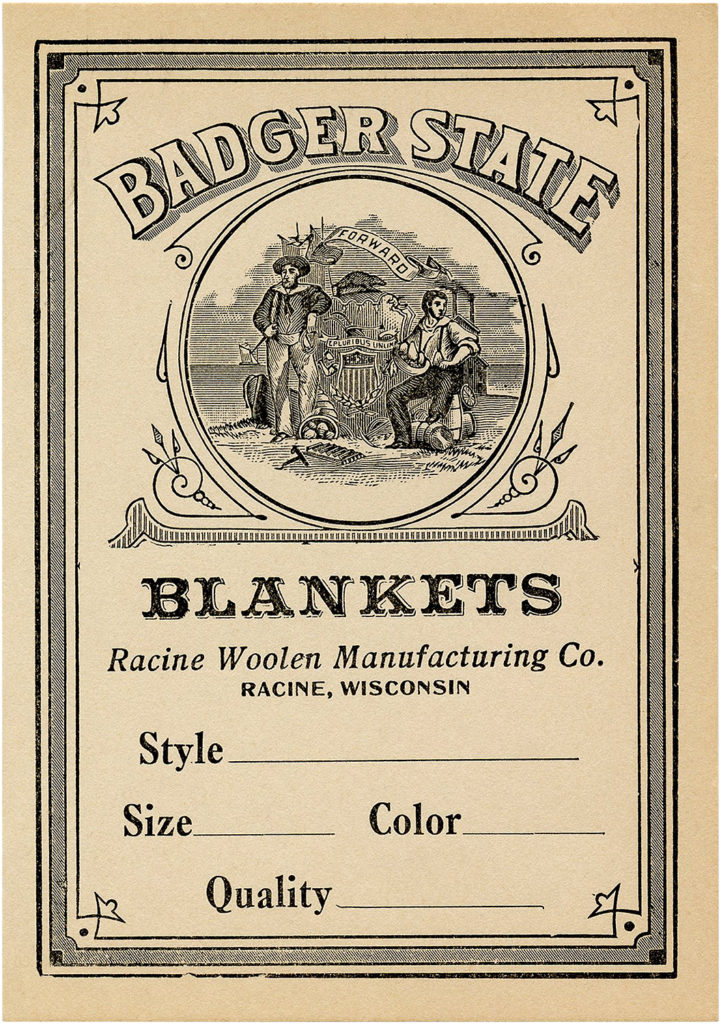 BADGER STATE
FORWARD
E PLURIBUS UNUM
BLANKETS
Racine Woolen Manufacturing Co.
RACINE, WISCONSIN
Style
Size Color
Quality